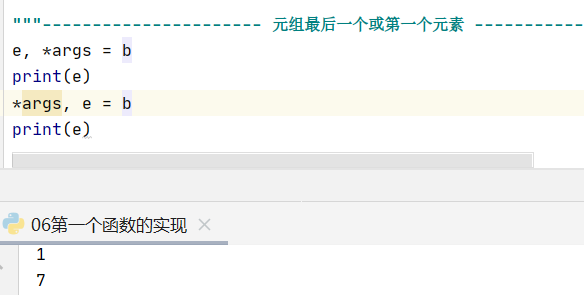 """---------------------- 元组最后一个或第一个元素 -----------
e, *args = b
print(e)
*args, e = b
print(e)
06第一个函数的实现
1
7